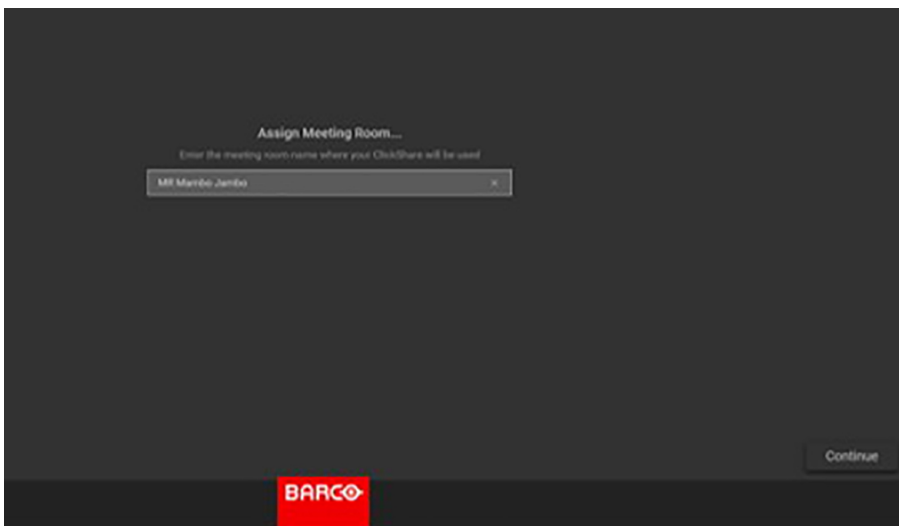 Assign Meeting Room...
Enter the meeting room name where your ClickShare will be used
MR Mambo Jambo ×
Continue
BARCO